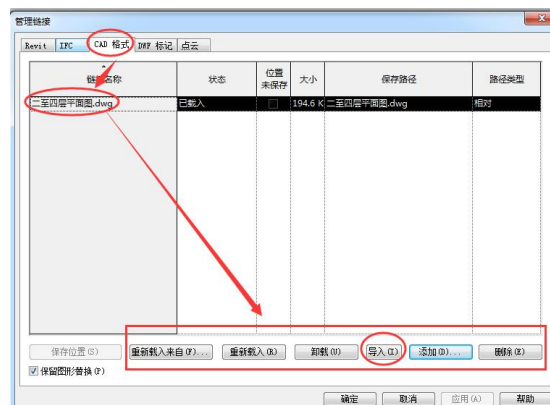 管理链接
Revit IFC CAD 格式 DWF 标记 点云
链接名称 状态 位置未保存 大小 保存路径 路径类型
二至四层平面图.dwg 已载入 194.6 K 二至四层平面图.dwg 相对
保存位置(S) 重新载入来自(F)... 重新载入(R) 卸载(U) 导入(I) 添加(D)... 删除(E)
保留图形替换(P)
确定 取消 应用(A) 帮助